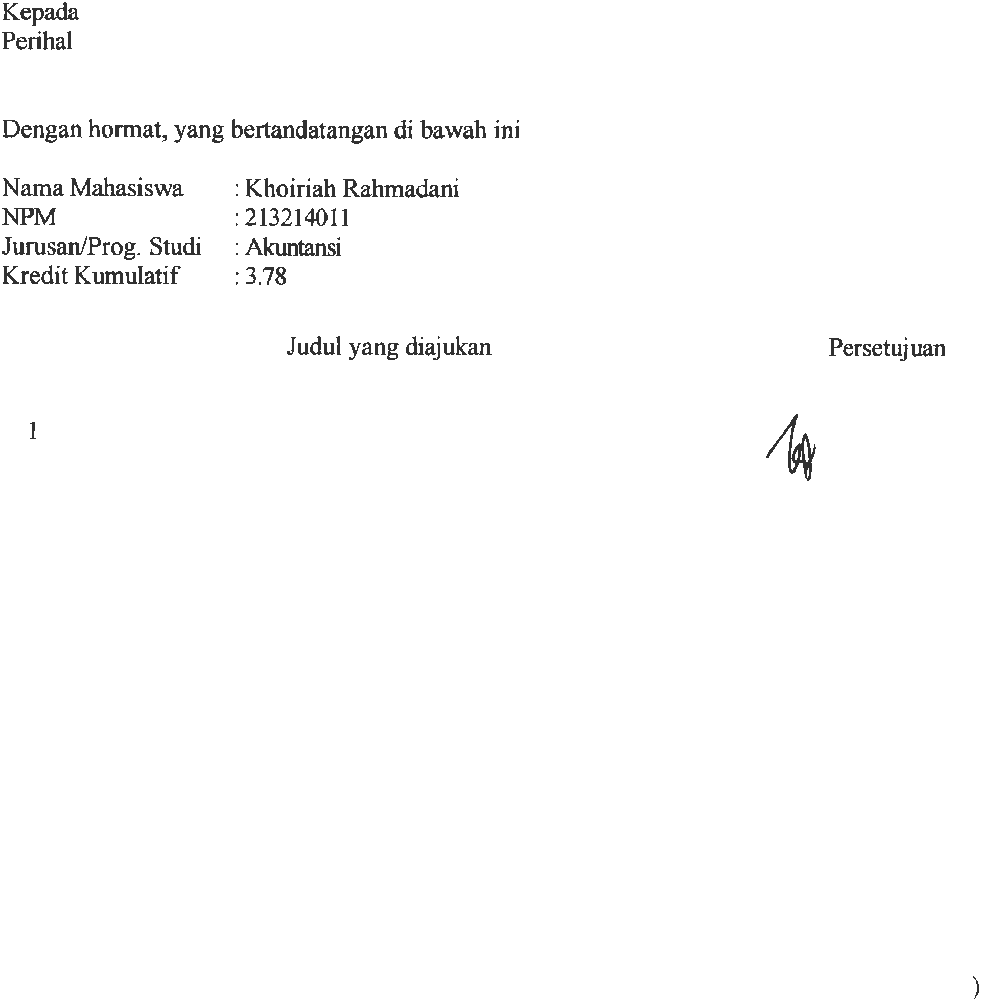 Kepada
Perihal
Dengan hormat, yang bertandatangan di bawah ini
Nama Mahasiswa : Khoiriah Rahmadani
NPM : 213214011
Jurusan/Prog. Studi : Akuntansi
Kredit Kumulatif : 3.78
Judul yang diajukan Persetujuan
1
)